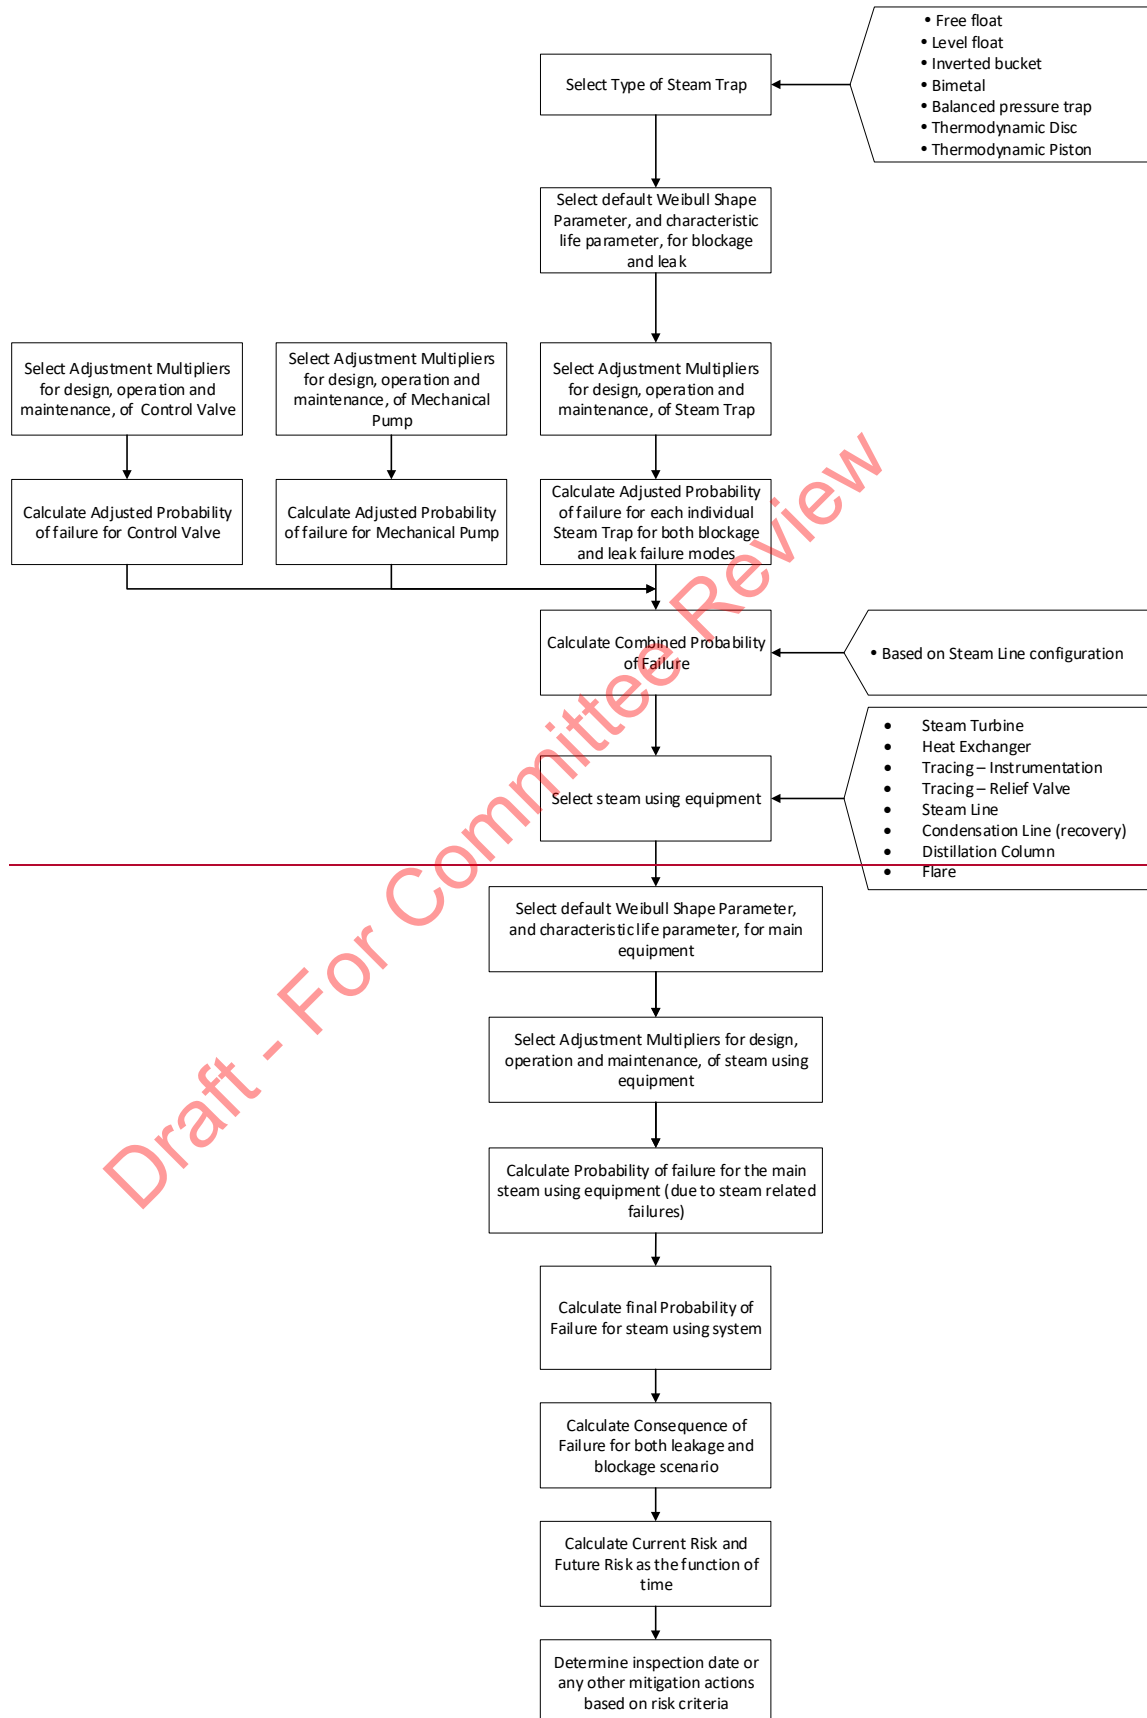 • Free float
• Level float
• Inverted bucket
• Bimetal
• Balanced pressure trap
• Thermodynamic Disc
• Thermodynamic Piston
Select Type of Steam Trap
Select default Weibull Shape
Parameter, and characteristic
life parameter, for blockage
and leak
Select Adjustment Multipliers
for design, operation and
maintenance, of Control Valve
Select Adjustment Multipliers
for design, operation and
maintenance, of Mechanical
Pump
Select Adjustment Multipliers
for design, operation and
maintenance, of Steam Trap
Calculate Adjusted Probability
of failure for Control Valve
Calculate Adjusted Probability
of failure for Mechanical Pump
Calculate Adjusted Probability
of failure for each individual
Steam Trap for both blockage
and leak failure modes
Calculate Combined Probability
of Failure
• Based on Steam Line configuration
Select steam using equipment
• Steam Turbine
• Heat Exchanger
• Tracing – Instrumentation
• Tracing – Relief Valve
• Steam Line
• Condensation Line (recovery)
• Distillation Column
• Flare
Select default Weibull Shape Parameter,
and characteristic life parameter, for main
equipment
Select Adjustment Multipliers for design,
operation and maintenance, of steam using
equipment
Calculate Probability of failure for the main
steam using equipment (due to steam related
failures)
Calculate final Probability of
Failure for steam using system
Calculate Consequence of
Failure for both leakage and
blockage scenario
Calculate Current Risk and
Future Risk as the function of
time
Determine inspection date or
any other mitigation actions
based on risk criteria
Draft - For Committee Review